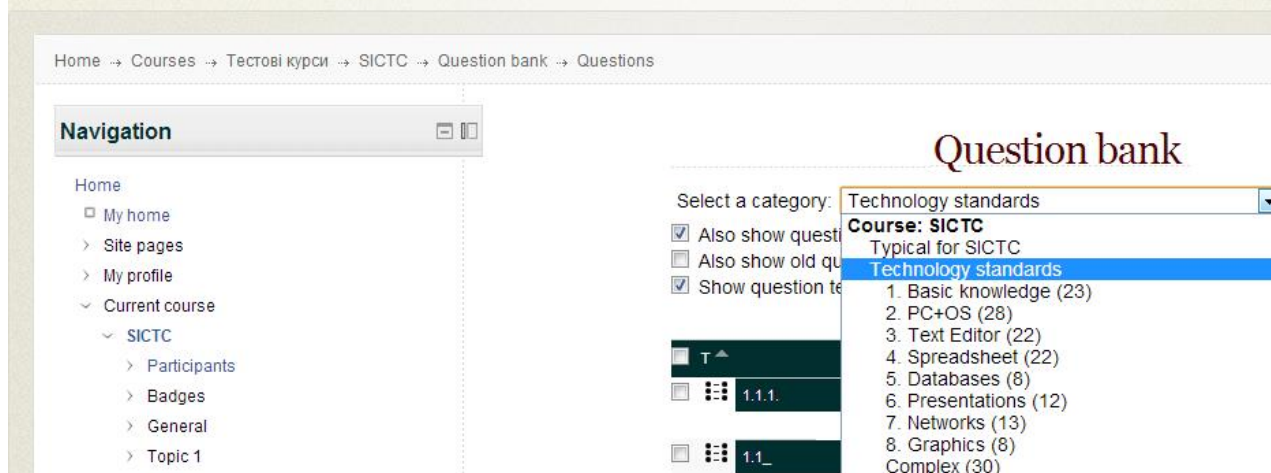 Home → Courses → Тестові курси → SICTC → Question bank → Questions
Navigation
Home
My home
Site pages
My profile
Current course
SICTC
Participants
Badges
General
Topic 1
Question bank
Select a category: Technology standards
Course: SICTC
Typical for SICTC
Technology standards
1. Basic knowledge (23)
2. PC+OS (28)
3. Text Editor (22)
4. Spreadsheet (22)
5. Databases (8)
6. Presentations (12)
7. Networks (13)
8. Graphics (8)
Complex (30)
Also show questi
Also show old qu
Show question te
T
1.1.1.
1.1_